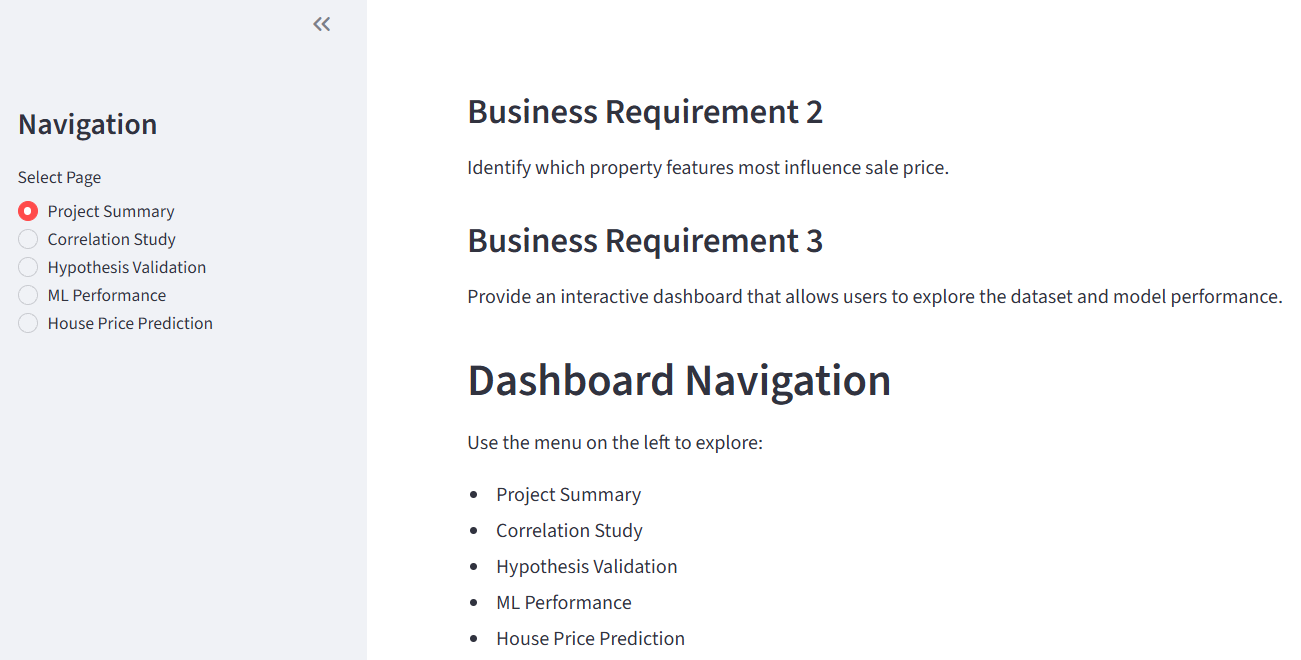 Navigation
Select Page
Project Summary
Correlation Study
Hypothesis Validation
ML Performance
House Price Prediction
Business Requirement 2
Identify which property features most influence sale price.
Business Requirement 3
Provide an interactive dashboard that allows users to explore the dataset and model performance.
Dashboard Navigation
Use the menu on the left to explore:
Project Summary
Correlation Study
Hypothesis Validation
ML Performance
House Price Prediction